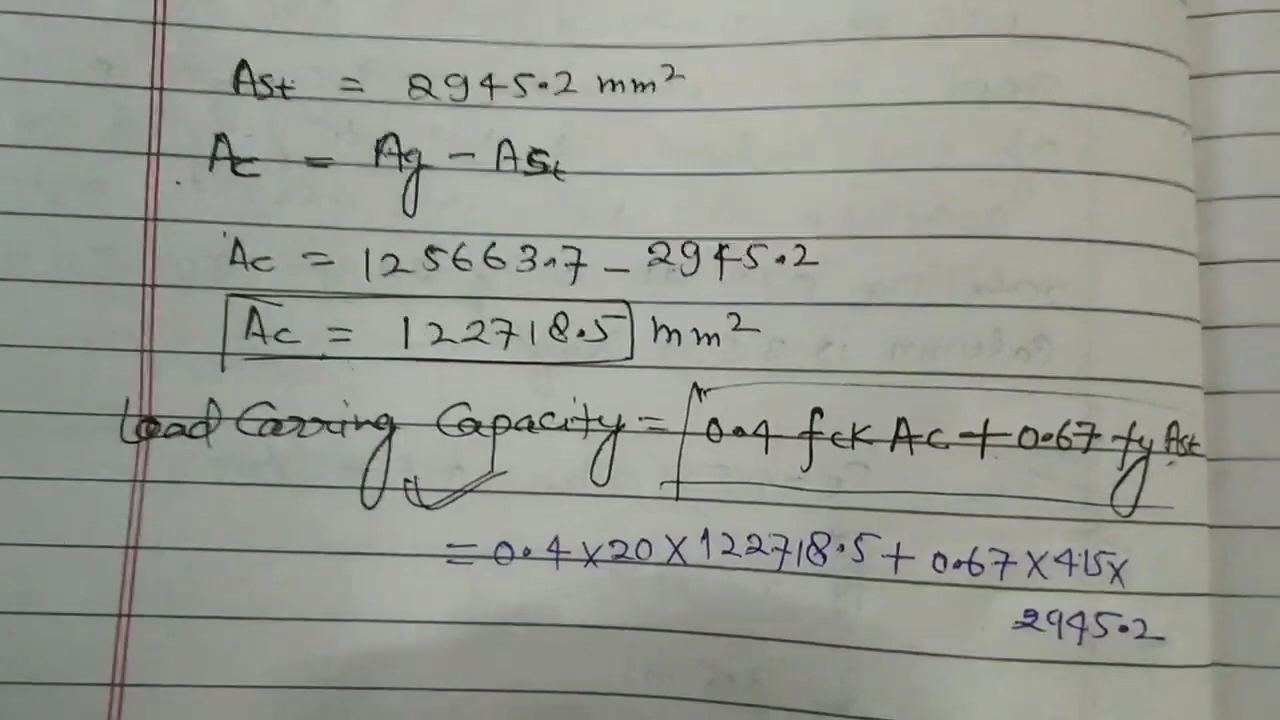 Ast = 2945.2 mm²
Ac = Ag - Ast
Ac = 125663.7 - 2945.2
Ac = 122718.5 mm²
Load Carring Capacity = 0.4 fck Ac + 0.67 fy Ast
= 0.4 × 20 × 122718.5 + 0.67 × 415 ×
2945.2